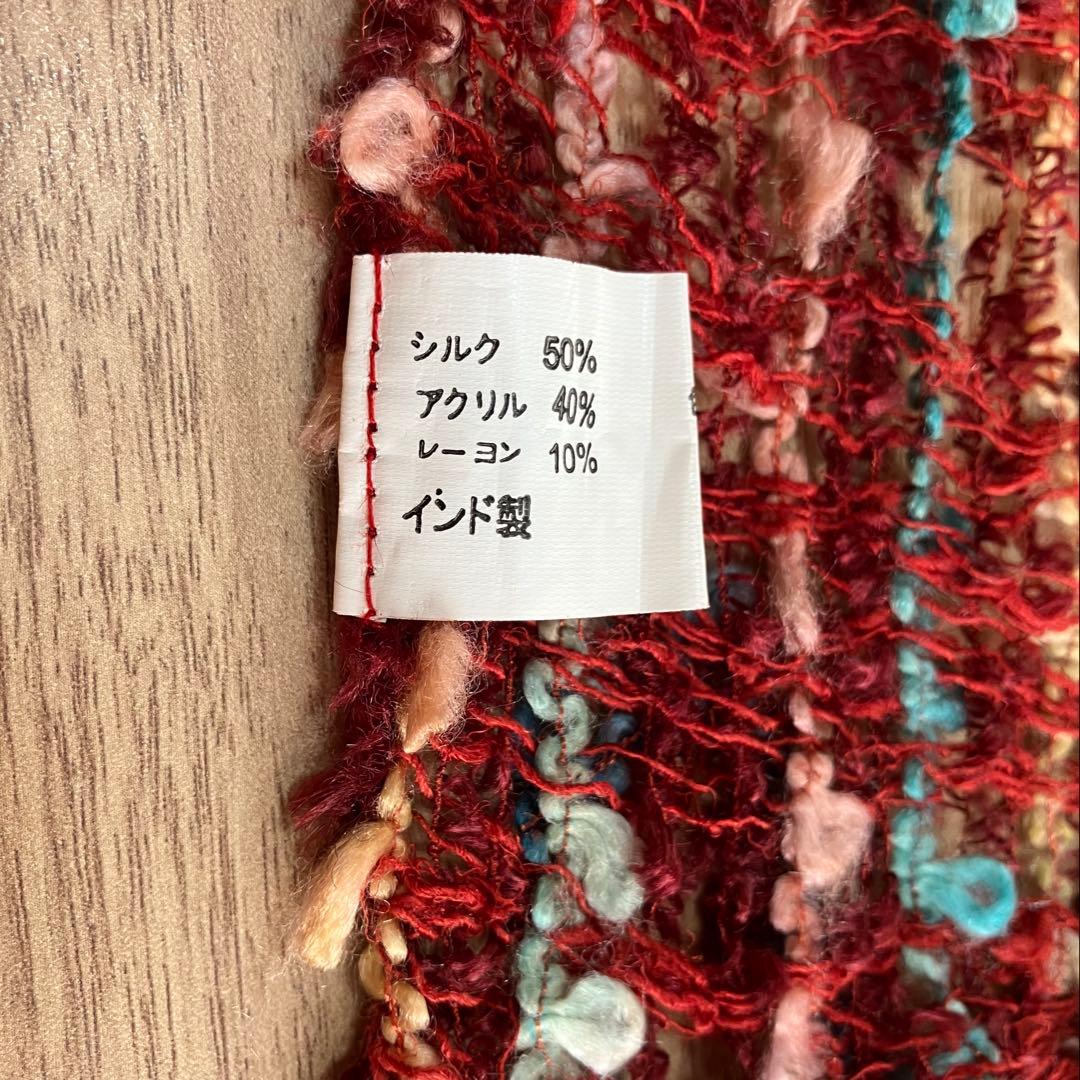 シルク 50%
アクリル 40%
レーヨン 10%
インド製